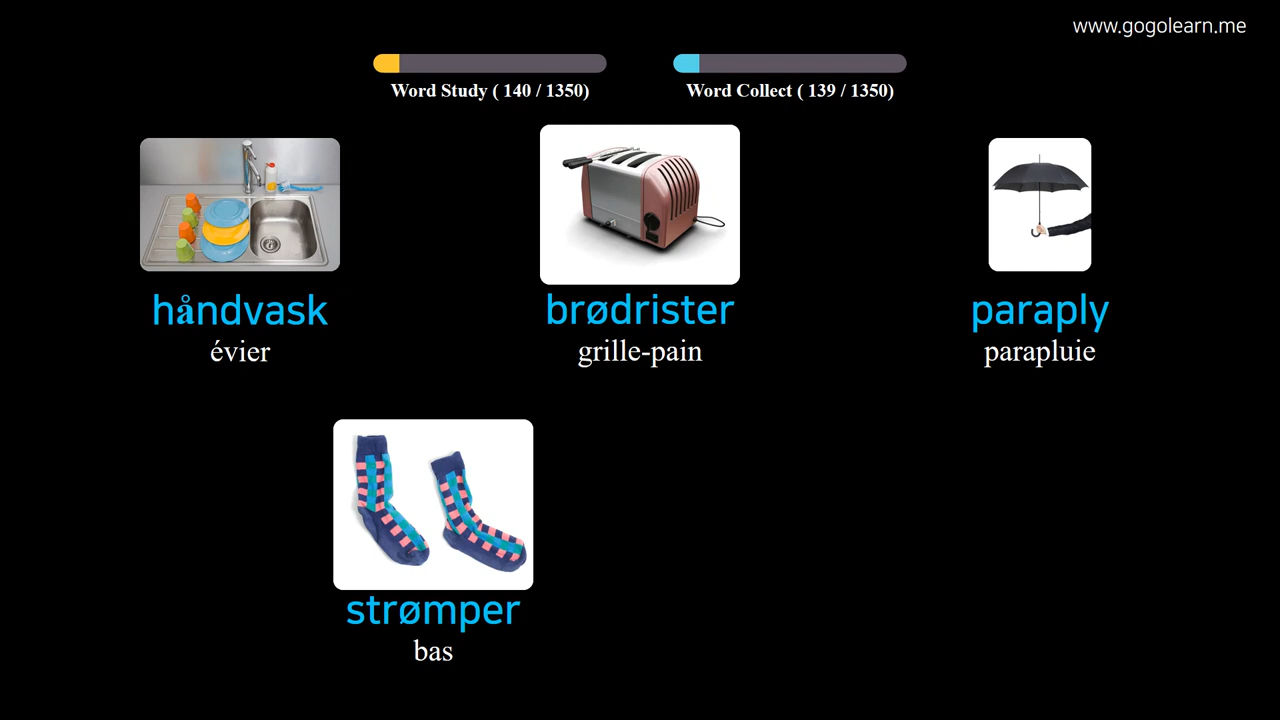 www.gogolearn.me
Word Study ( 140 / 1350)
Word Collect ( 139 / 1350)
håndvask
évier
brødrister
grille-pain
paraply
parapluie
strømper
bas